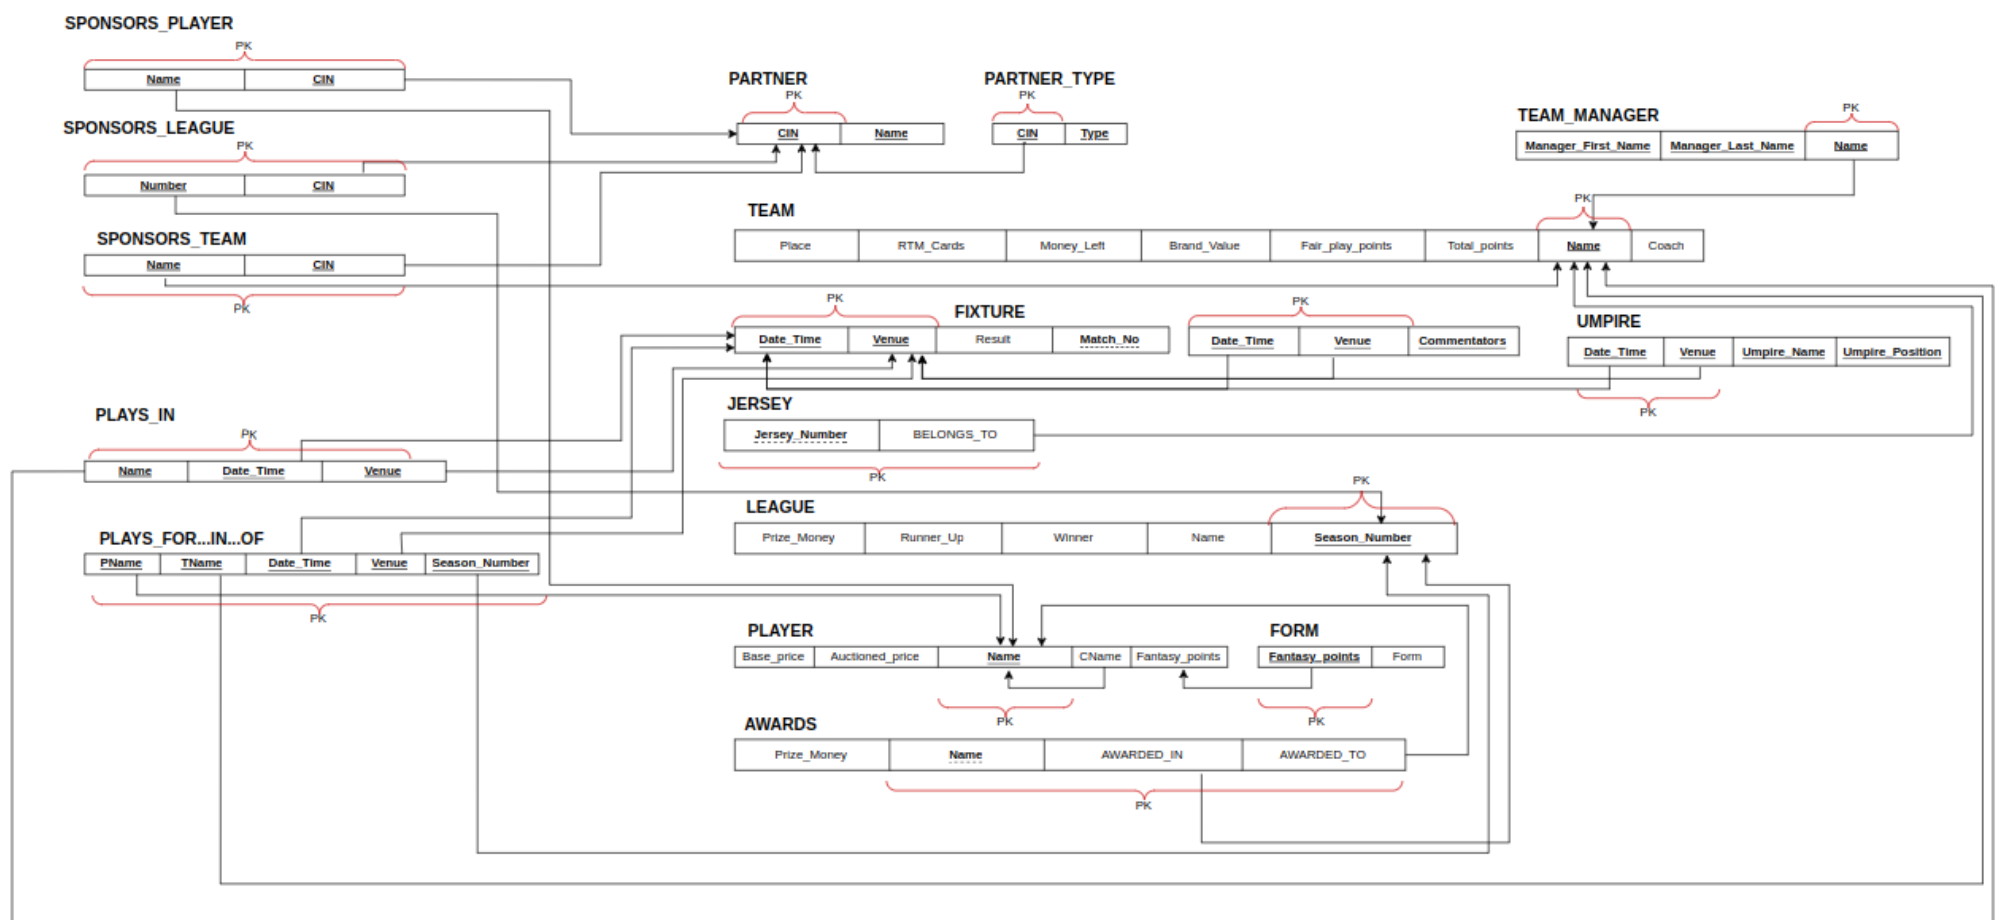 SPONSORS_PLAYER
PK
Name CIN
SPONSORS_LEAGUE
PK
Number CIN
SPONSORS_TEAM
Name CIN
PK
PARTNER
PK
CIN Name
PARTNER_TYPE
PK
CIN Type
TEAM_MANAGER
PK
Manager_First_Name Manager_Last_Name Name
TEAM
PK
Place RTM_Cards Money_Left Brand_Value Fair_play_points Total_points Name Coach
PK
FIXTURE
Date_Time Venue Result Match_No
PK
Date_Time Venue Commentators
UMPIRE
Date_Time Venue Umpire_Name Umpire_Position
PK
JERSEY
Jersey_Number BELONGS_TO
PK
PLAYS_IN
PK
Name Date_Time Venue
PLAYS_FOR...IN...OF
PName TName Date_Time Venue Season_Number
PK
LEAGUE
PK
Prize_Money Runner_Up Winner Name Season_Number
PLAYER
Base_price Auctioned_price Name CName Fantasy_points
PK
FORM
Fantasy_points Form
PK
AWARDS
Prize_Money Name AWARDED_IN AWARDED_TO
PK